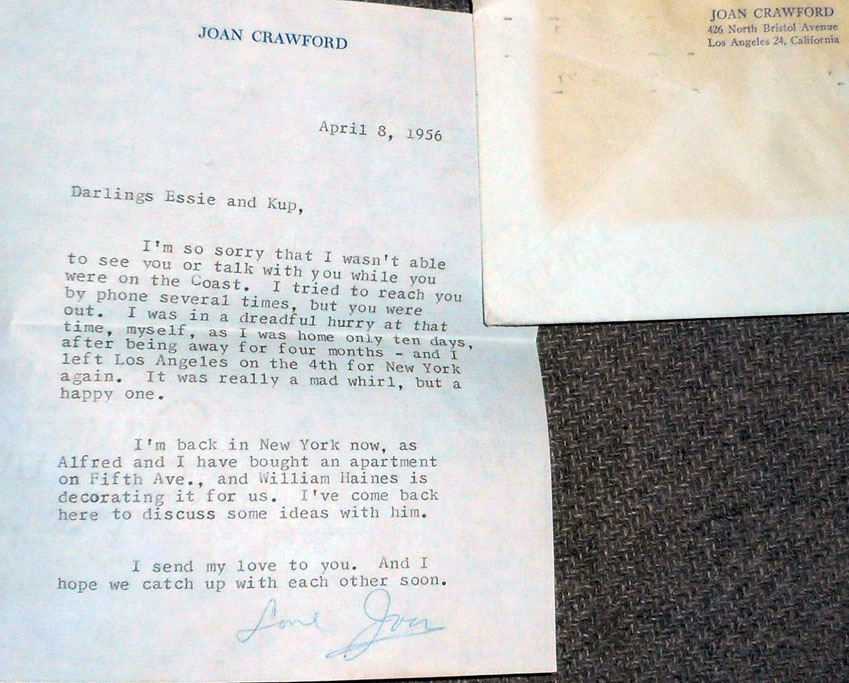 JOAN CRAWFORD
April 8, 1956
Darlings Essie and Kup,
I'm so sorry that I wasn't able
to see you or talk with you while you
were on the Coast. I tried to reach you
by phone several times, but you were
out. I was in a dreadful hurry at that
time, myself, as I was home only ten days,
after being away for four months - and I
left Los Angeles on the 4th for New York
again. It was really a mad whirl, but a
happy one.
I'm back in New York now, as
Alfred and I have bought an apartment
on Fifth Ave., and William Haines is
decorating it for us. I've come back
here to discuss some ideas with him.
I send my love to you. And I
hope we catch up with each other soon.
Love Joan
JOAN CRAWFORD
426 North Bristol Avenue
Los Angeles 24, California